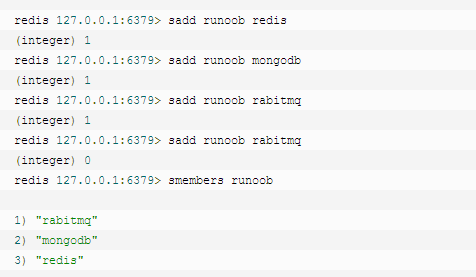 redis 127.0.0.1:6379> sadd runoob redis
(integer) 1
redis 127.0.0.1:6379> sadd runoob mongodb
(integer) 1
redis 127.0.0.1:6379> sadd runoob rabitmq
(integer) 1
redis 127.0.0.1:6379> sadd runoob rabitmq
(integer) 0
redis 127.0.0.1:6379> smembers runoob
1) "rabitmq"
2) "mongodb"
3) "redis"